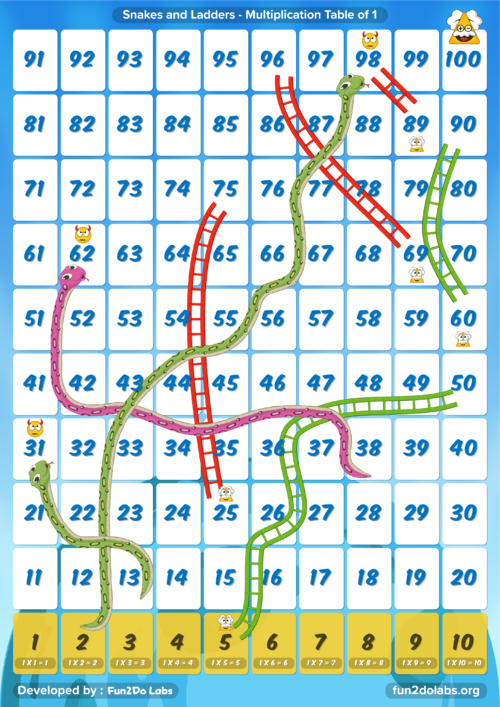 Snakes and Ladders - Multiplication Table of 1
91 92 93 94 95 96 97 98 99 100
81 82 83 84 85 86 87 88 89 90
71 72 73 74 75 76 77 78 79 80
61 62 63 64 65 66 67 68 69 70
51 52 53 54 55 56 57 58 59 60
41 42 43 44 45 46 47 48 49 50
31 32 33 34 35 36 37 38 39 40
21 22 23 24 25 26 27 28 29 30
11 12 13 14 15 16 17 18 19 20
1 2 3 4 5 6 7 8 9 10
1 X 1 = 1 1 X 2 = 2 1 X 3 = 3 1 X 4 = 4 1 X 5 = 5 1 X 6 = 6 1 X 7 = 7 1 X 8 = 8 1 X 9 = 9 1 X 10 = 10
Developed by : Fun2Do Labs fun2dolabs.org